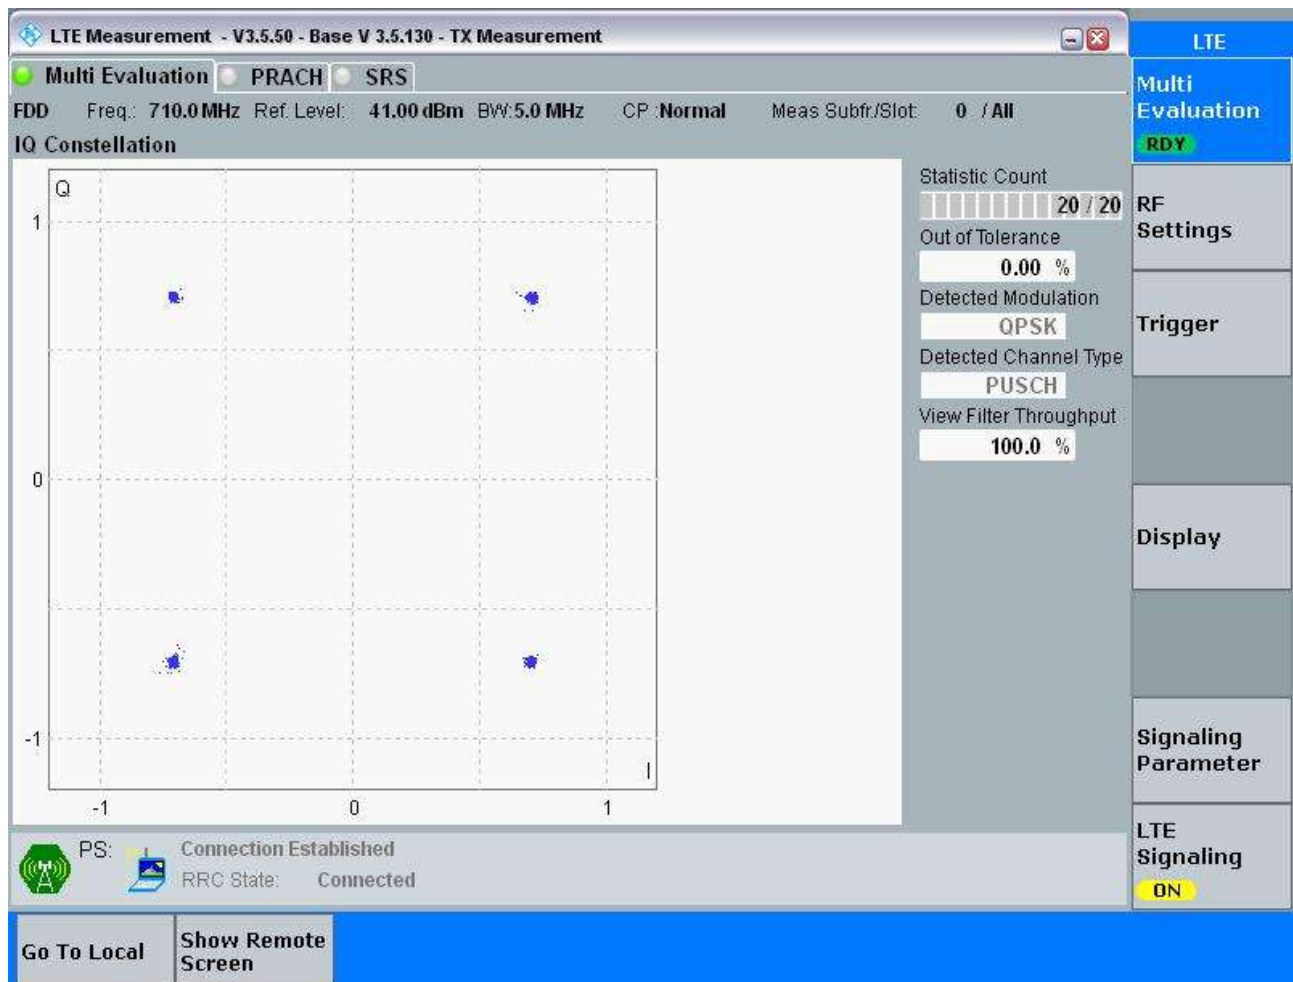 LTE Measurement - V3.5.50 - Base V 3.5.130 - TX Measurement
LTE
Multi Evaluation PRACH SRS
FDD Freq.: 710.0 MHz Ref. Level: 41.00 dBm BW:5.0 MHz CP :Normal Meas Subfr/Slot: 0 / All
IQ Constellation
Q
1
0
-1
-1 0 1
I
Statistic Count
20 / 20
Out of Tolerance
0.00 %
Detected Modulation
QPSK
Detected Channel Type
PUSCH
View Filter Throughput
100.0 %
Multi
Evaluation
RDY
RF
Settings
Trigger
Display
Signaling
Parameter
LTE
Signaling
ON
PS: Connection Established
RRC State: Connected
Go To Local
Show Remote
Screen